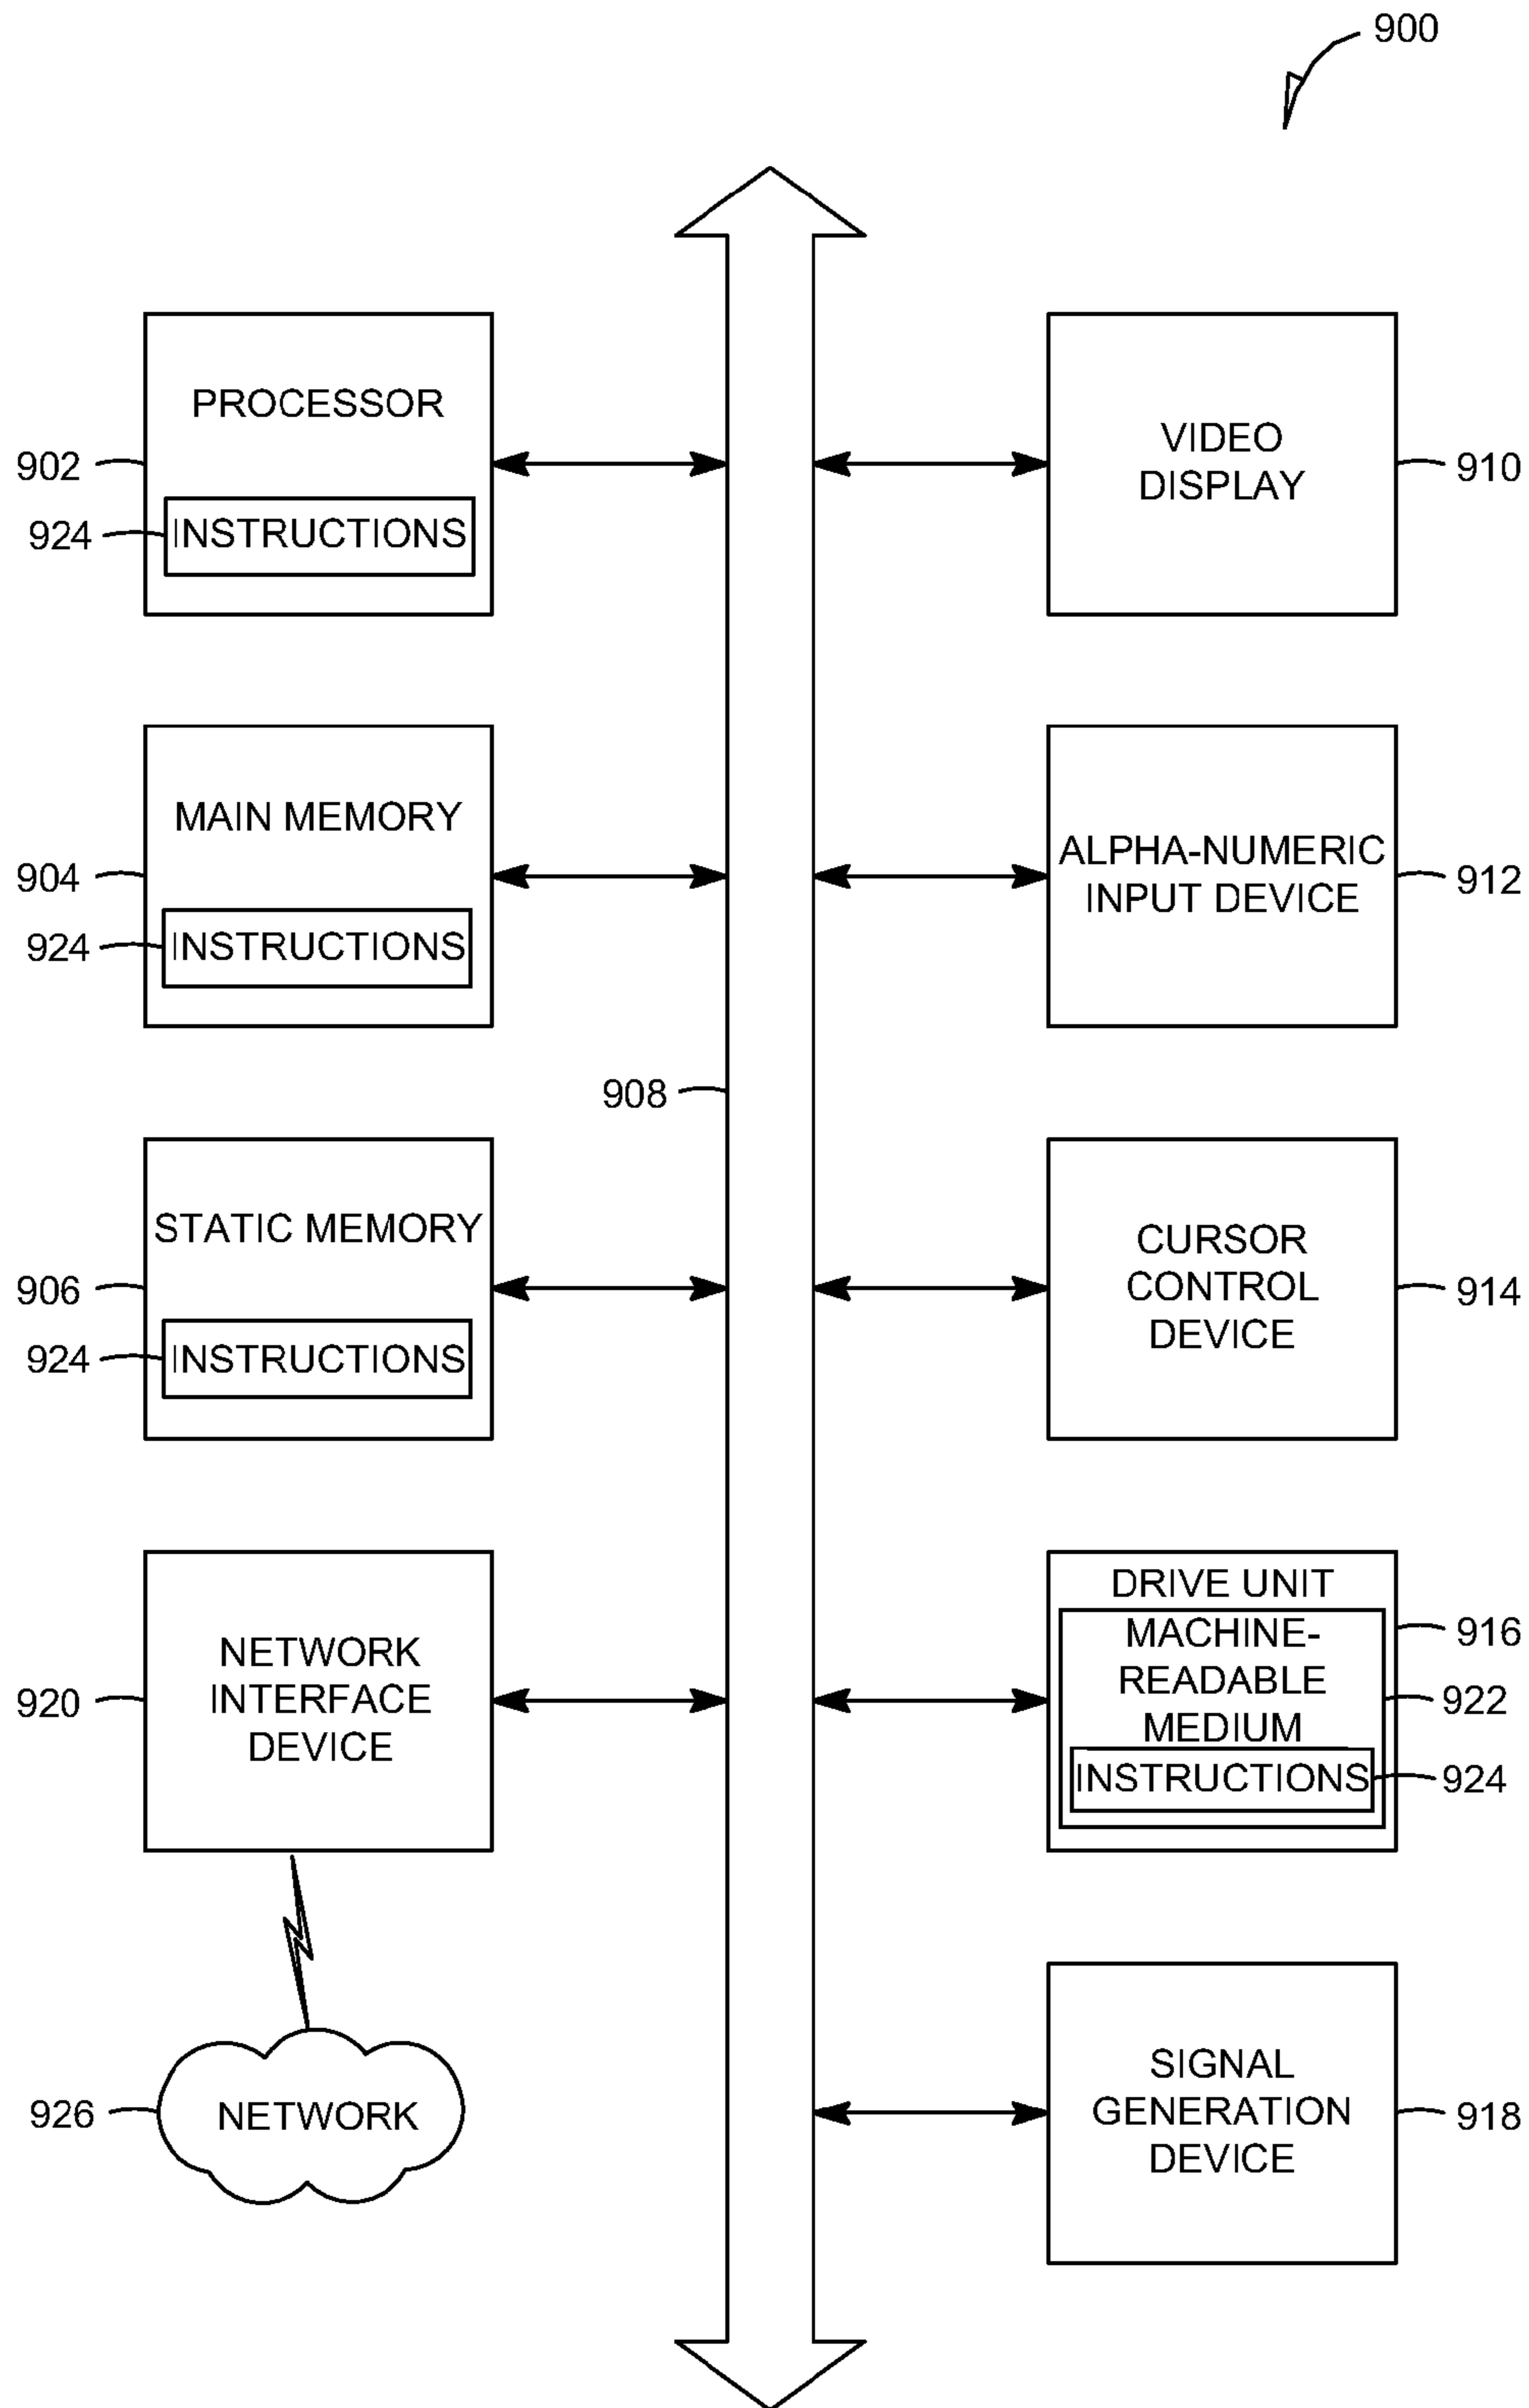 900
PROCESSOR
902
924
INSTRUCTIONS
VIDEO
DISPLAY
910
MAIN MEMORY
904
924
INSTRUCTIONS
ALPHA-NUMERIC
INPUT DEVICE
912
908
STATIC MEMORY
906
924
INSTRUCTIONS
CURSOR
CONTROL
DEVICE
914
NETWORK
INTERFACE
DEVICE
920
DRIVE UNIT
916
MACHINE-
READABLE
MEDIUM
922
INSTRUCTIONS
924
926
NETWORK
SIGNAL
GENERATION
DEVICE
918